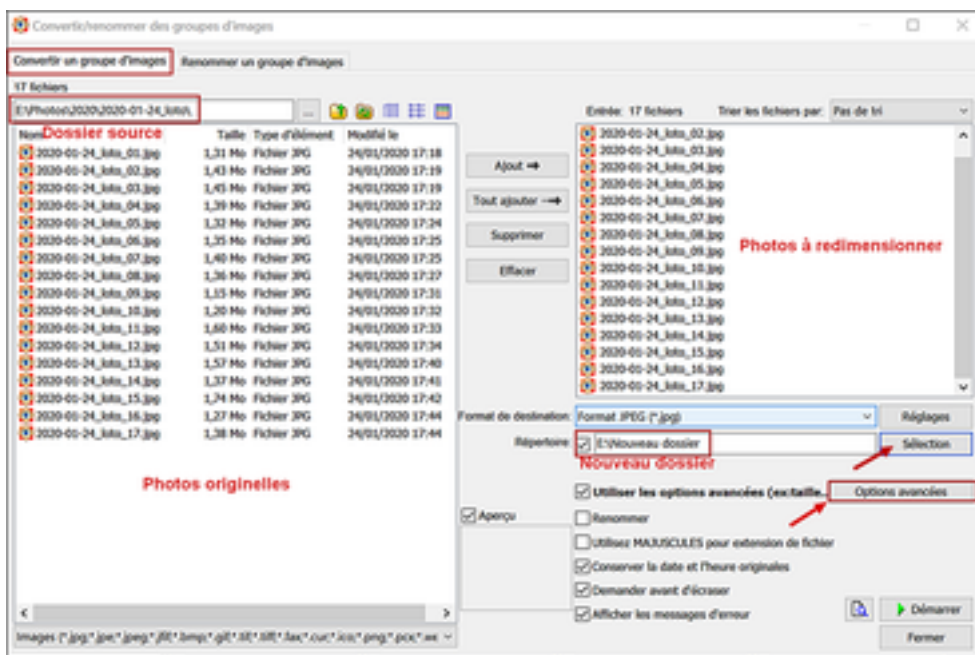 Convertir/renommer des groupes d'images
Convertir un groupe d'images Renommer un groupe d'images
17 fichiers
E:\Photos\2020\2020-01-24_loto\
... Entrée: 17 fichiers Trier les fichiers par: Pas de tri
Dossier source
Taille Type d'élément Modifié le
2020-01-24_loto_01.jpg 1,31 Mo Fichier JPG 24/01/2020 17:18
2020-01-24_loto_02.jpg 1,43 Mo Fichier JPG 24/01/2020 17:19
2020-01-24_loto_03.jpg 1,45 Mo Fichier JPG 24/01/2020 17:19
2020-01-24_loto_04.jpg 1,39 Mo Fichier JPG 24/01/2020 17:22
2020-01-24_loto_05.jpg 1,32 Mo Fichier JPG 24/01/2020 17:24
2020-01-24_loto_06.jpg 1,35 Mo Fichier JPG 24/01/2020 17:25
2020-01-24_loto_07.jpg 1,40 Mo Fichier JPG 24/01/2020 17:25
2020-01-24_loto_08.jpg 1,36 Mo Fichier JPG 24/01/2020 17:27
2020-01-24_loto_09.jpg 1,15 Mo Fichier JPG 24/01/2020 17:31
2020-01-24_loto_10.jpg 1,20 Mo Fichier JPG 24/01/2020 17:32
2020-01-24_loto_11.jpg 1,60 Mo Fichier JPG 24/01/2020 17:33
2020-01-24_loto_12.jpg 1,51 Mo Fichier JPG 24/01/2020 17:34
2020-01-24_loto_13.jpg 1,57 Mo Fichier JPG 24/01/2020 17:40
2020-01-24_loto_14.jpg 1,37 Mo Fichier JPG 24/01/2020 17:41
2020-01-24_loto_15.jpg 1,74 Mo Fichier JPG 24/01/2020 17:42
2020-01-24_loto_16.jpg 1,27 Mo Fichier JPG 24/01/2020 17:44
2020-01-24_loto_17.jpg 1,38 Mo Fichier JPG 24/01/2020 17:44
Photos originelles
Ajout
Tout ajouter
Supprimer
Effacer
2020-01-24_loto_02.jpg
2020-01-24_loto_03.jpg
2020-01-24_loto_04.jpg
2020-01-24_loto_05.jpg
2020-01-24_loto_06.jpg
2020-01-24_loto_07.jpg
2020-01-24_loto_08.jpg
2020-01-24_loto_09.jpg
2020-01-24_loto_10.jpg
2020-01-24_loto_11.jpg
2020-01-24_loto_12.jpg
2020-01-24_loto_13.jpg
2020-01-24_loto_14.jpg
2020-01-24_loto_15.jpg
2020-01-24_loto_16.jpg
2020-01-24_loto_17.jpg
Photos à redimensionner
Format de destination: Format JPEG (*.jpg) Réglages
Répertoire E:\Nouveau dossier Sélection
Nouveau dossier
Utiliser les options avancées (ex:taille.. Options avancées
Aperçu
Renommer
Utilisez MAJUSCULES pour extension de fichier
Conserver la date et l'heure originales
Demander avant d'écraser
Afficher les messages d'erreur
Démarrer
Fermer
Images (*.jpg;*.jpe;*.jpeg;*.jfif;*.bmp;*.gif;*.tif;*.tiff;*.fax;*.cur;*.ico;*.png;*.pcx;*